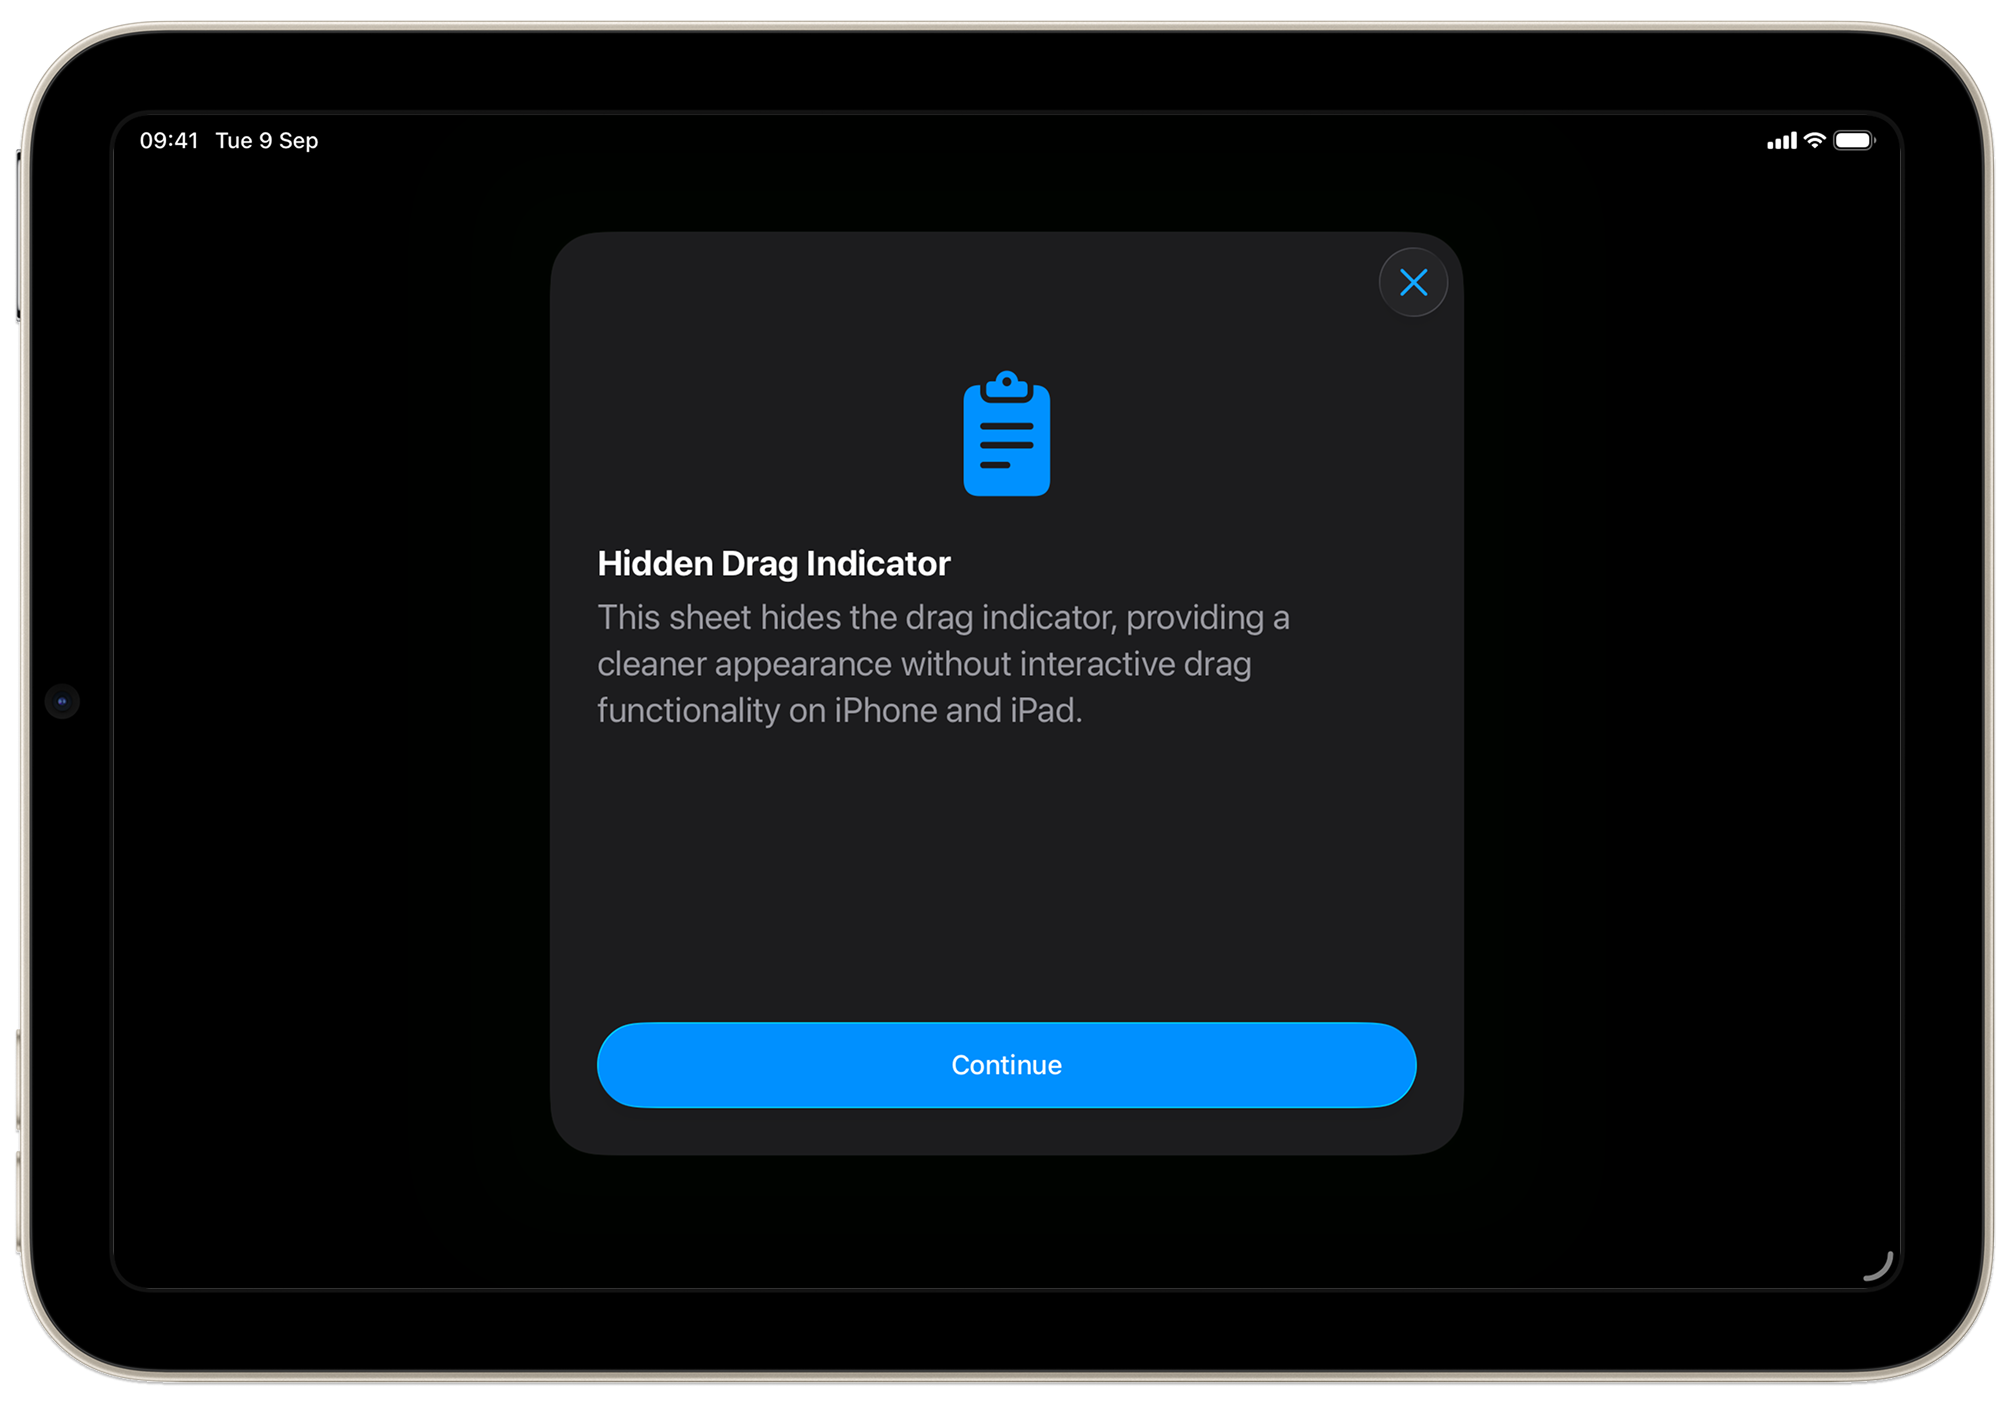 09:41 Tue 9 Sep
Hidden Drag Indicator
This sheet hides the drag indicator, providing a
cleaner appearance without interactive drag
functionality on iPhone and iPad.
Continue